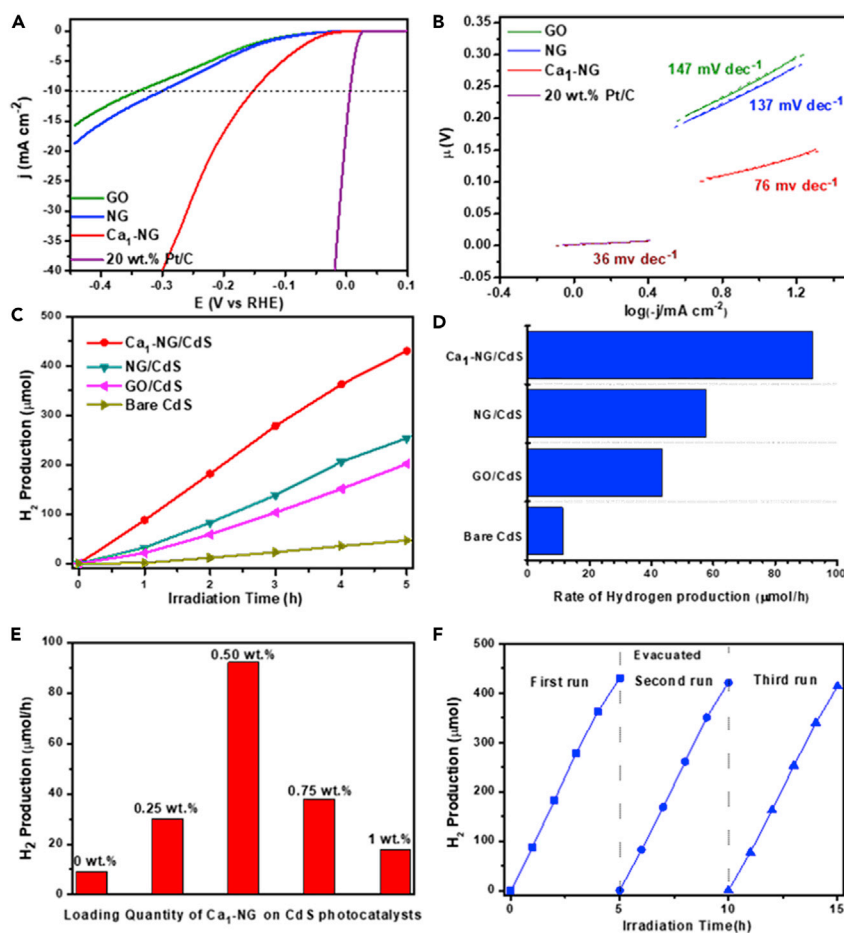 A
0
-5
-10
-15
-20
-25
-30
-35
-40
j (mA cm⁻²)
GO
NG
Ca₁-NG
20 wt.% Pt/C
-0.4 -0.3 -0.2 -0.1 0.0 0.1
E (V vs RHE)
B
GO
NG
Ca₁-NG
20 wt.% Pt/C
0.35
0.30
0.25
0.20
0.15
0.10
0.05
0.00
-0.05
μ (V)
147 mV dec⁻¹
137 mV dec⁻¹
76 mv dec⁻¹
36 mv dec⁻¹
-0.4 0.0 0.4 0.8 1.2 1.6
log(-j/mA cm⁻²)
C
500
400
300
200
100
0
H₂ Production (μmol)
Ca₁-NG/CdS
NG/CdS
GO/CdS
Bare CdS
0 1 2 3 4 5
Irradiation Time (h)
D
Ca₁-NG/CdS
NG/CdS
GO/CdS
Bare CdS
0 20 40 60 80 100
Rate of Hydrogen production (μmol/h)
E
100
80
60
40
20
0
H₂ Production (μmol/h)
0 wt.%
0.25 wt.%
0.50 wt.%
0.75 wt.%
1 wt.%
Loading Quantity of Ca₁-NG on CdS photocatalysts
F
500
400
300
200
100
0
H₂ Production (μmol)
Evacuated
First run Second run Third run
0 5 10 15
Irradiation Time(h)